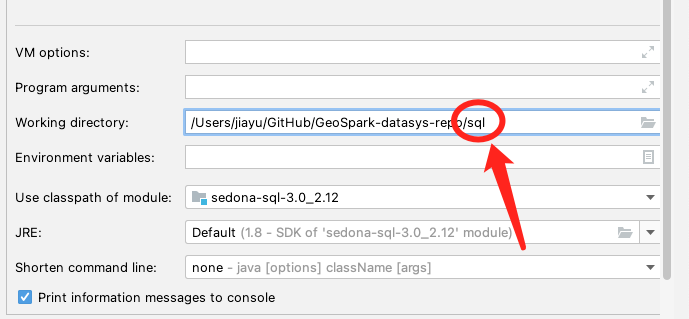 VM options:
Program arguments:
Working directory: /Users/jiayu/GitHub/GeoSpark-datasys-repo/sql
Environment variables:
Use classpath of module: sedona-sql-3.0_2.12
JRE: Default (1.8 - SDK of 'sedona-sql-3.0_2.12' module)
Shorten command line: none - java [options] className [args]
Print information messages to console